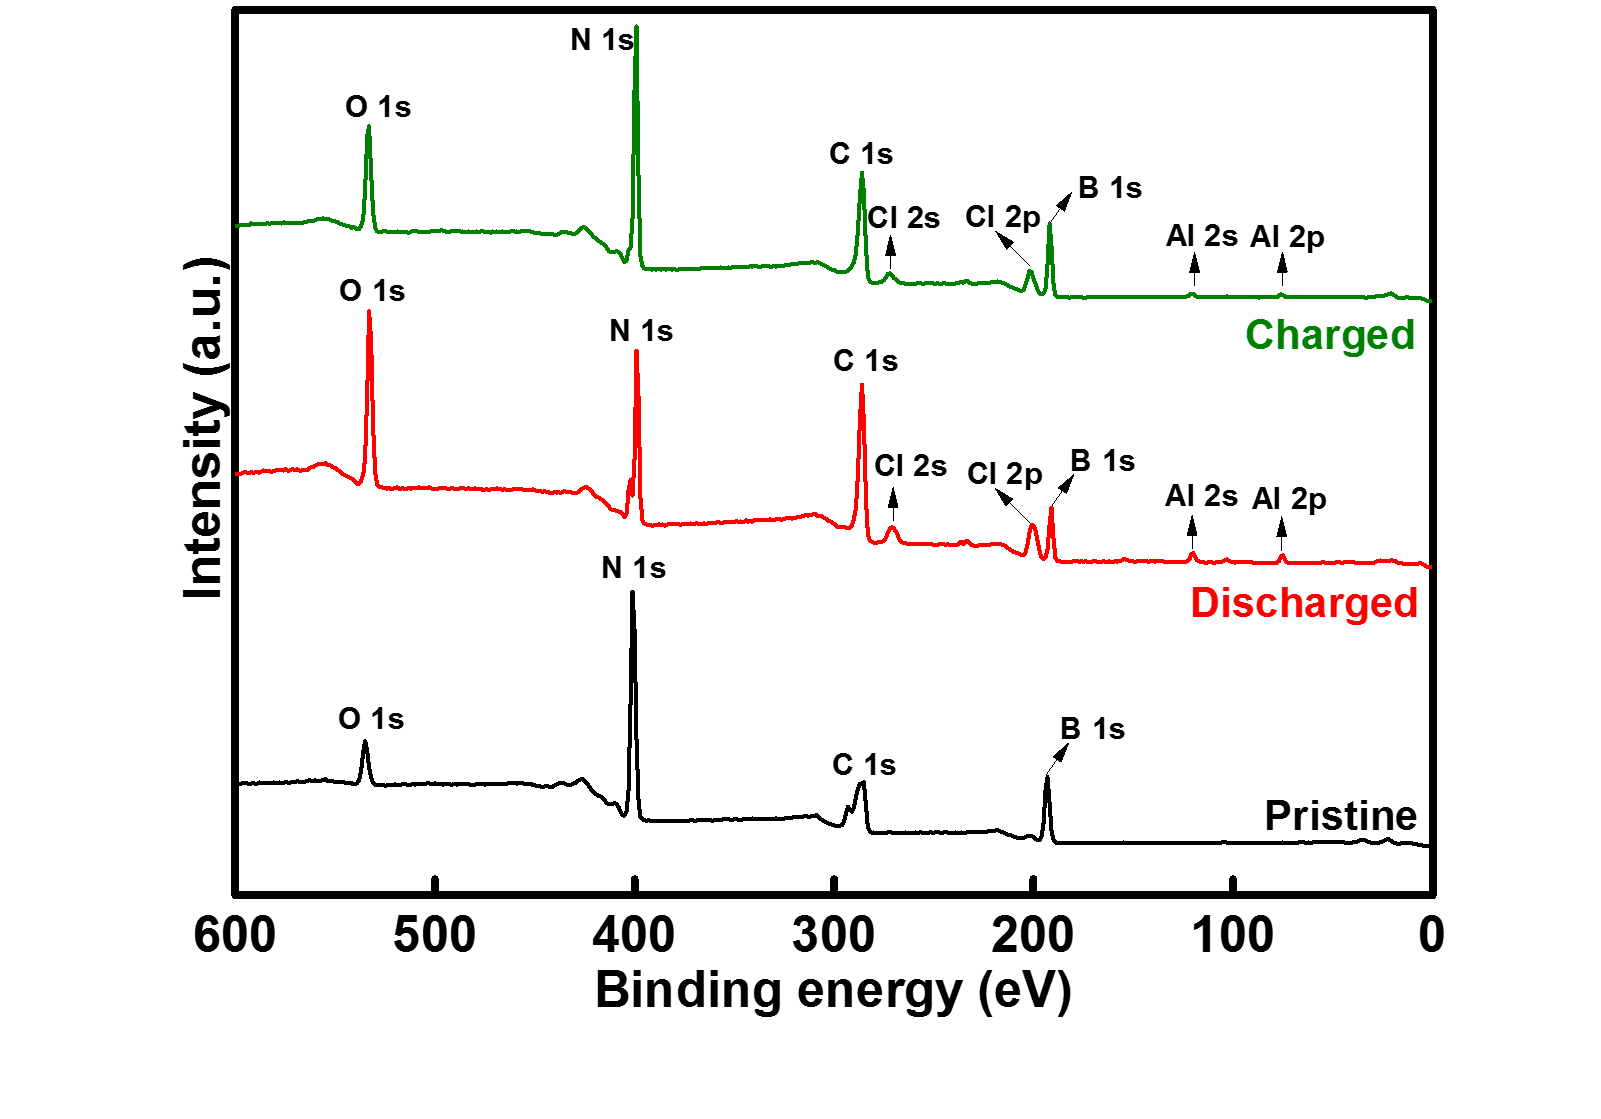 N 1s
O 1s
C 1s
Cl 2s
Cl 2p
B 1s
Al 2s
Al 2p
Charged
O 1s
N 1s
C 1s
Cl 2s
Cl 2p
B 1s
Al 2s
Al 2p
Discharged
N 1s
O 1s
C 1s
B 1s
Pristine
Intensity (a.u.)
600 500 400 300 200 100 0
Binding energy (eV)